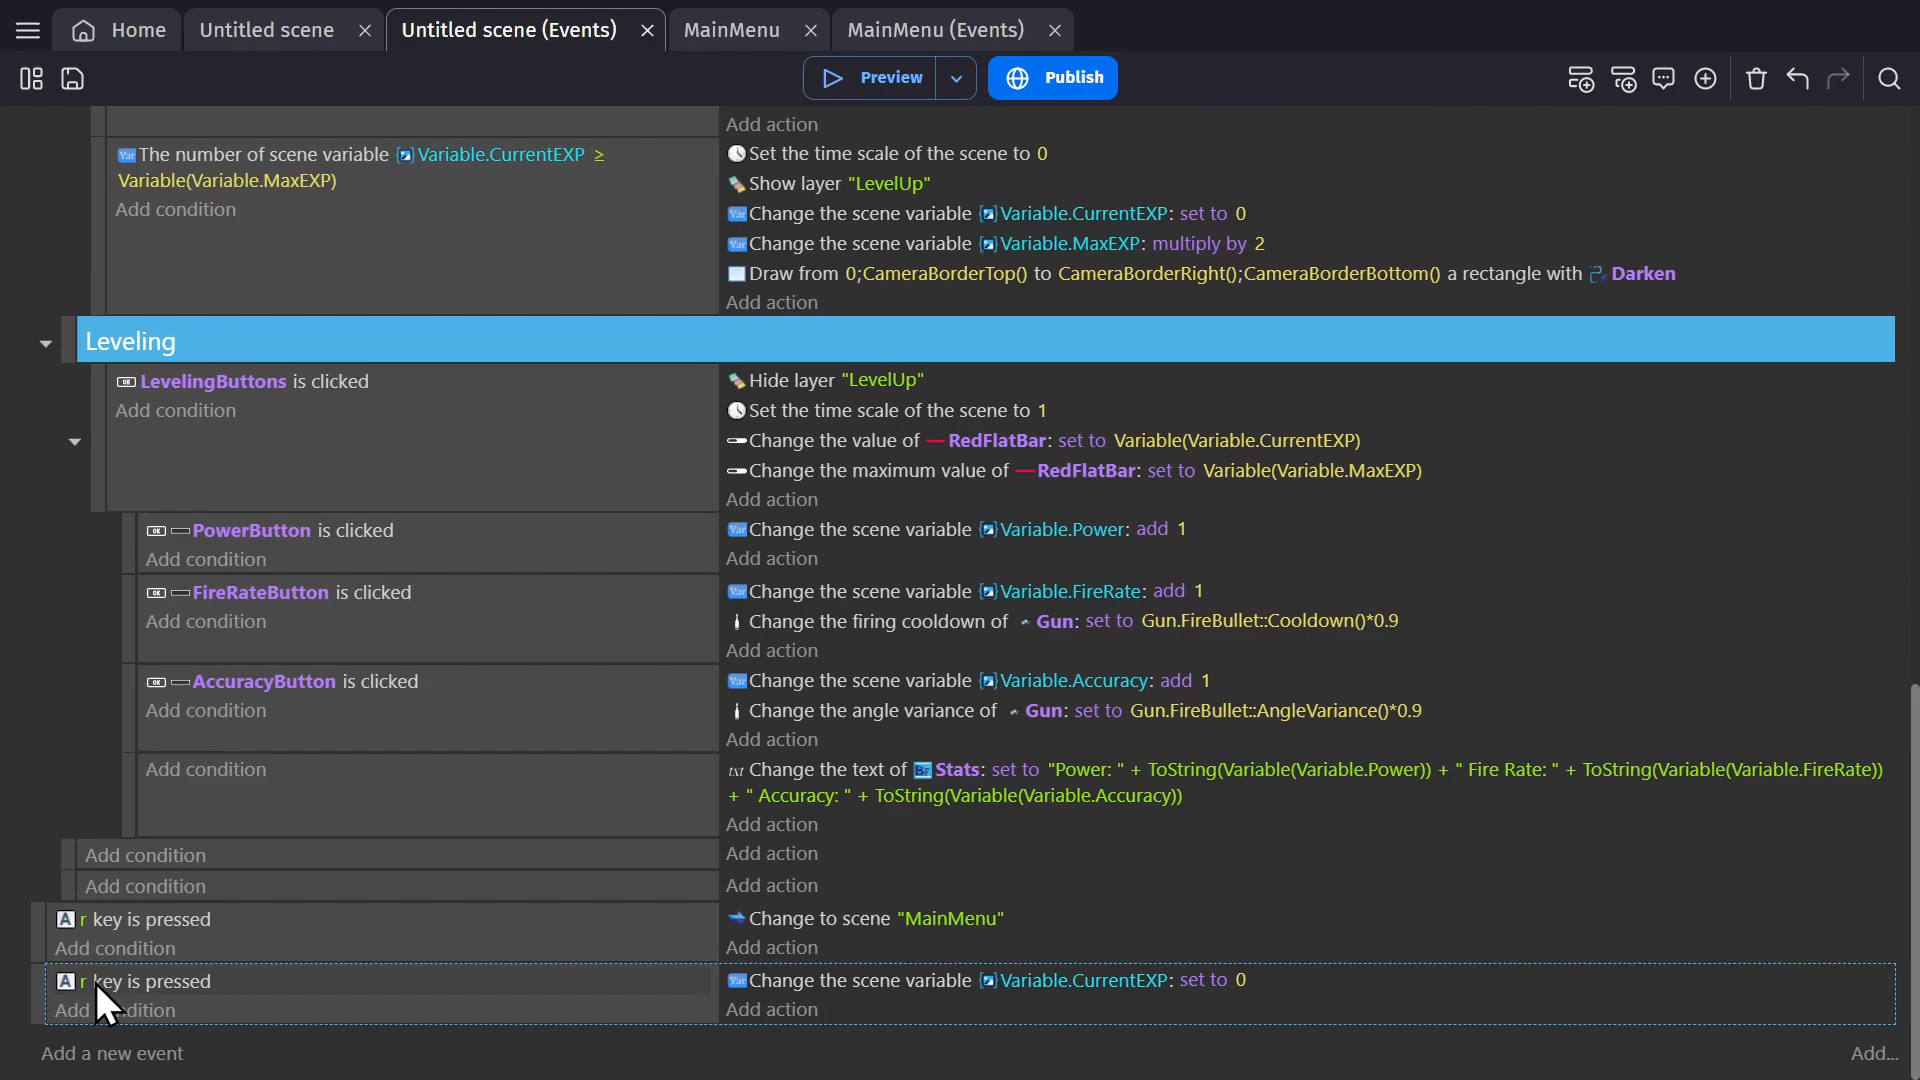 Home
Untitled scene
Untitled scene (Events)
MainMenu
MainMenu (Events)
Preview
Publish
Add action
The number of scene variable Variable.CurrentEXP ≥
Variable(Variable.MaxEXP)
Add condition
Set the time scale of the scene to 0
Show layer "LevelUp"
Change the scene variable Variable.CurrentEXP: set to 0
Change the scene variable Variable.MaxEXP: multiply by 2
Draw from 0;CameraBorderTop() to CameraBorderRight();CameraBorderBottom() a rectangle with Darken
Add action
Leveling
LevelingButtons is clicked
Add condition
Hide layer "LevelUp"
Set the time scale of the scene to 1
Change the value of RedFlatBar: set to Variable(Variable.CurrentEXP)
Change the maximum value of RedFlatBar: set to Variable(Variable.MaxEXP)
Add action
PowerButton is clicked
Add condition
Change the scene variable Variable.Power: add 1
Add action
FireRateButton is clicked
Add condition
Change the scene variable Variable.FireRate: add 1
Change the firing cooldown of Gun: set to Gun.FireBullet::Cooldown()*0.9
Add action
AccuracyButton is clicked
Add condition
Change the scene variable Variable.Accuracy: add 1
Change the angle variance of Gun: set to Gun.FireBullet::AngleVariance()*0.9
Add action
Add condition
Change the text of Stats: set to "Power: " + ToString(Variable(Variable.Power)) + " Fire Rate: " + ToString(Variable(Variable.FireRate))
+ " Accuracy: " + ToString(Variable(Variable.Accuracy))
Add action
Add condition
Add action
Add condition
Add action
r key is pressed
Add condition
Change to scene "MainMenu"
Add action
r key is pressed
Add condition
Change the scene variable Variable.CurrentEXP: set to 0
Add action
Add a new event
Add...